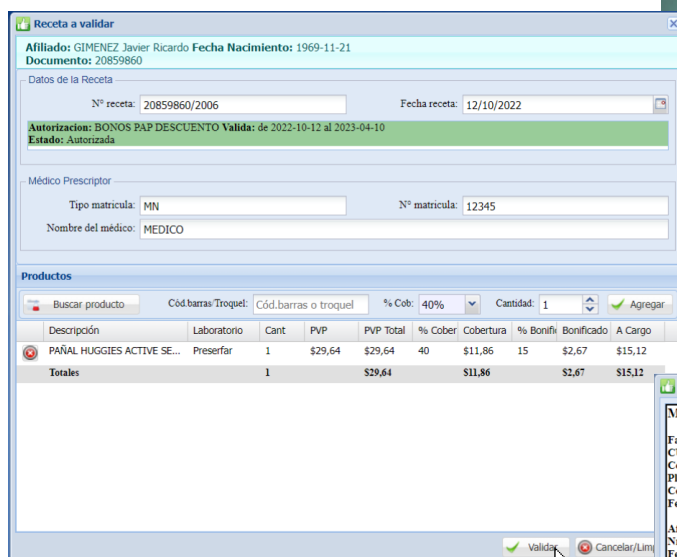 Receta a validar
Afiliado: GIMENEZ Javier Ricardo Fecha Nacimiento: 1969-11-21
Documento: 20859860
Datos de la Receta
Nº receta: 20859860/2006 Fecha receta: 12/10/2022
Autorizacion: BONOS PAP DESCUENTO Valida: de 2022-10-12 al 2023-04-10
Estado: Autorizada
Médico Prescriptor
Tipo matricula: MN Nº matricula: 12345
Nombre del médico: MEDICO
Productos
Buscar producto Cód.barras/Troquel: Cód.barras o troquel % Cob: 40% Cantidad: 1 Agregar
Descripción Laboratorio Cant PVP PVP Total % Cober Cobertura % Bonifi Bonificado A Cargo
PAÑAL HUGGIES ACTIVE SE... Preserfar 1 $29,64 $29,64 40 $11,86 15 $2,67 $15,12
Totales 1 $29,64 $11,86 $2,67 $15,12
Validar Cancelar/Lim